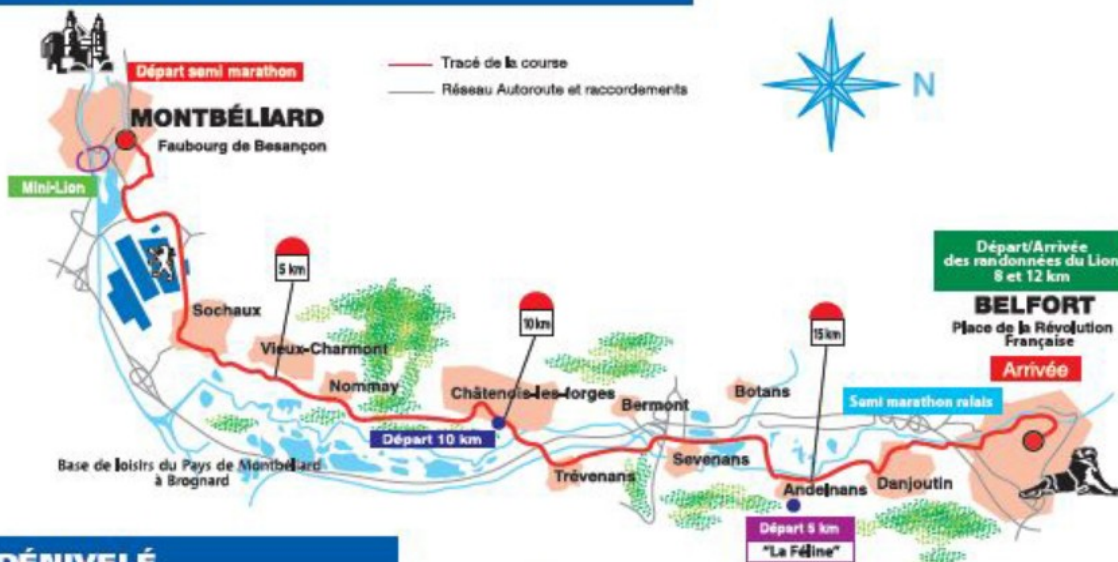 Départ semi marathon
MONTBÉLIARD
Faubourg de Besançon
Mini-Lion
Tracé de la course
Réseau Autoroute et raccordements
N
5 km
10 km
15 km
Départ/Arrivée
des randonnées du Lion
8 et 12 km
BELFORT
Place de la Révolution
Française
Arrivée
Sochaux
Vieux-Charmont
Nommay
Châtenois-les-forges
Bermont
Botans
Semi marathon relais
Départ 10 km
Base de loisirs du Pays de Montbéliard
à Brognard
Trévenans
Sevenans
Andelnans
Danjoutin
Départ 5 km
"La Féline"
DÉNIVELÉ